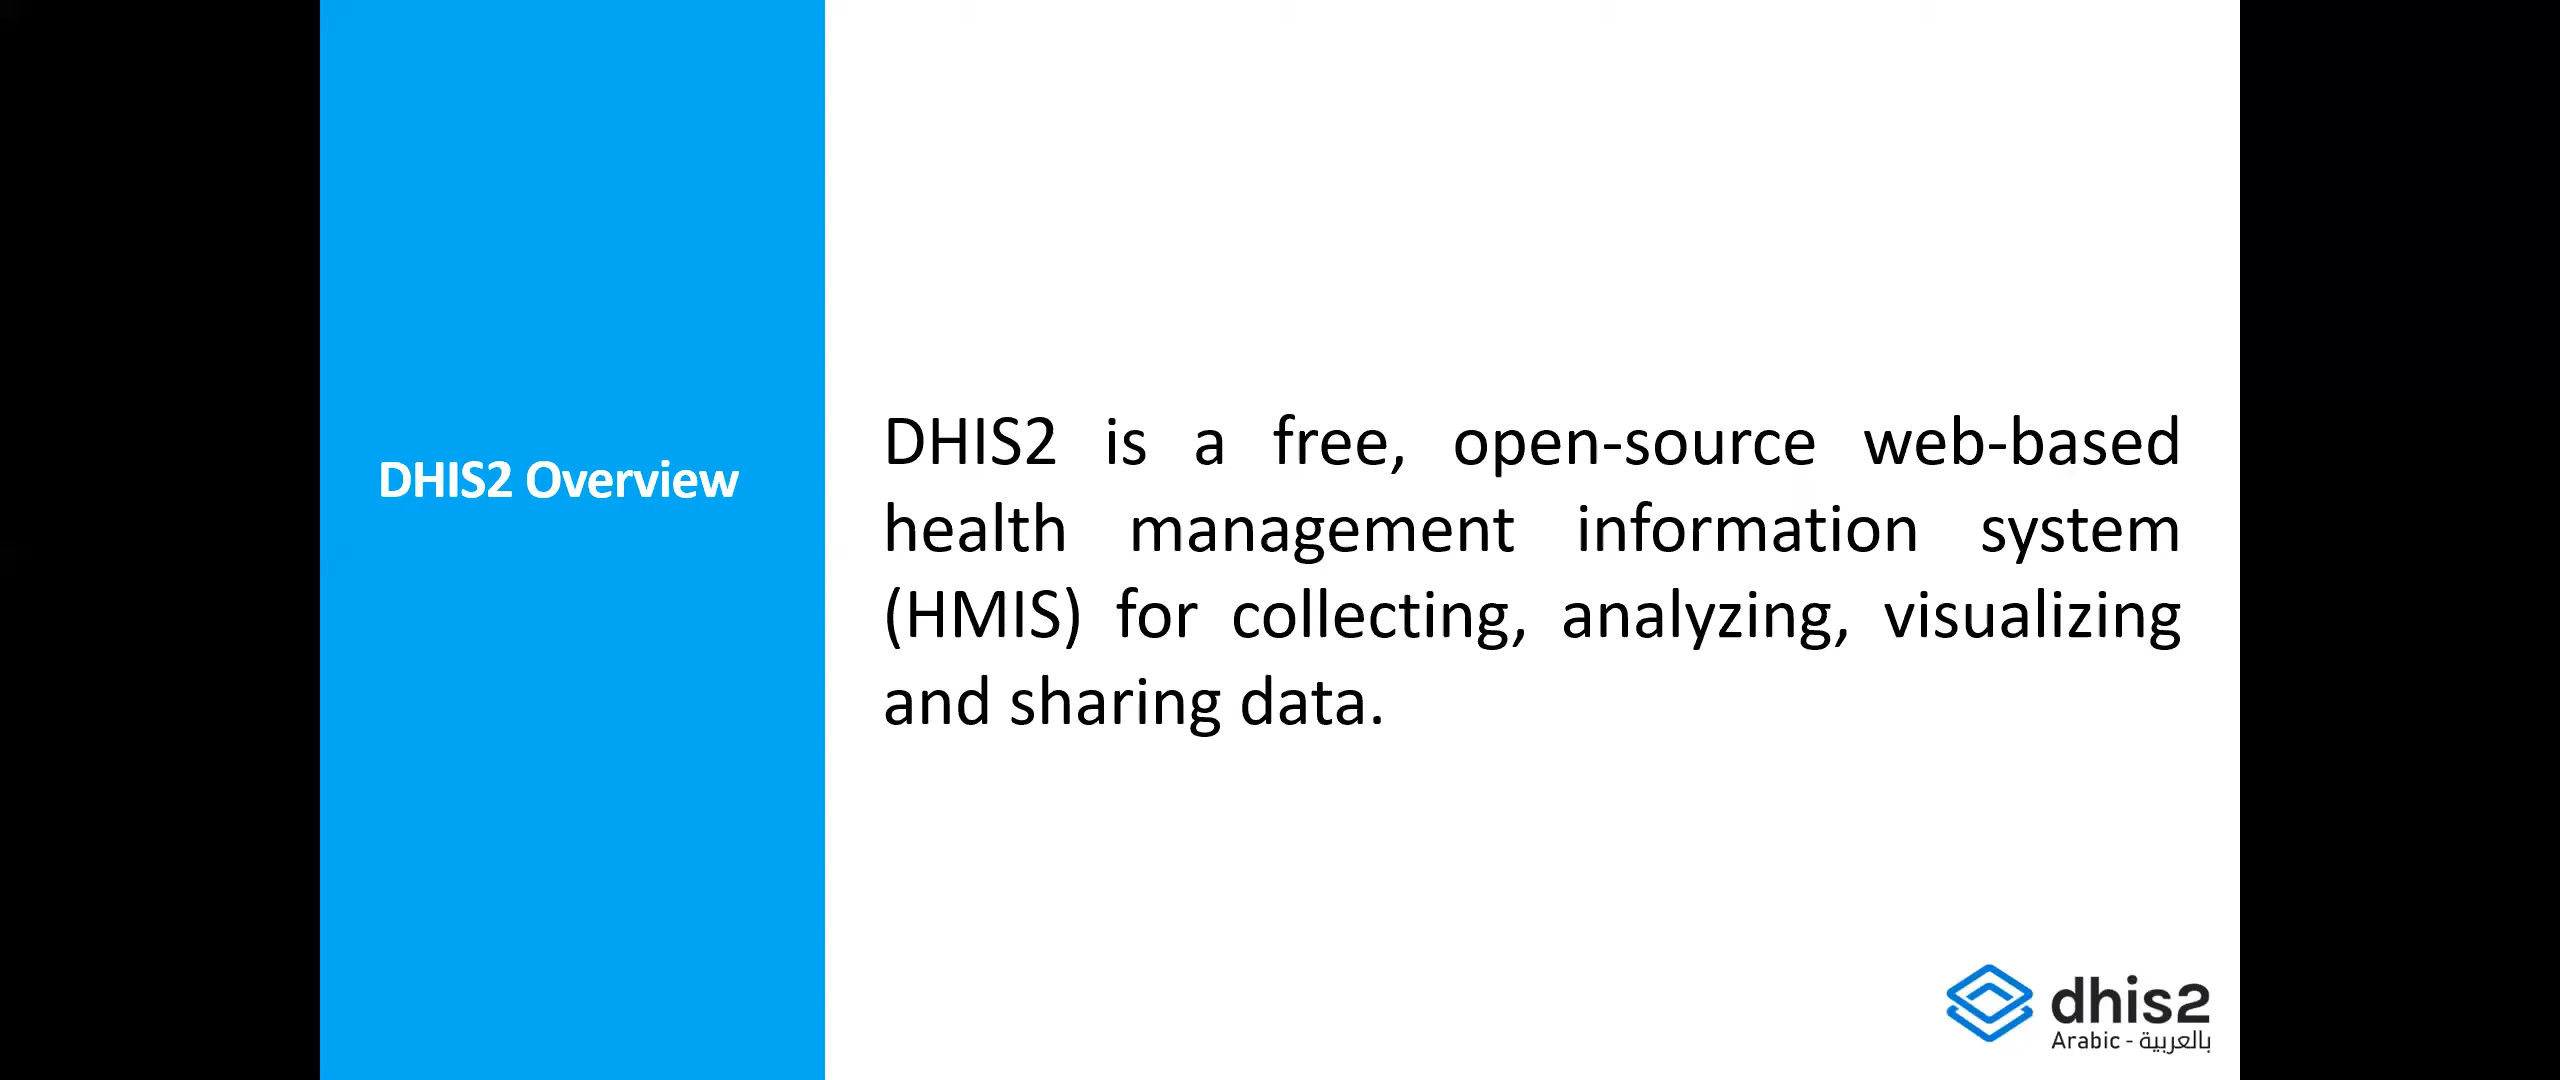 DHIS2 Overview
DHIS2 is a free, open-source web-based
health management information system
(HMIS) for collecting, analyzing, visualizing
and sharing data.
dhis2
Arabic - بالعربية